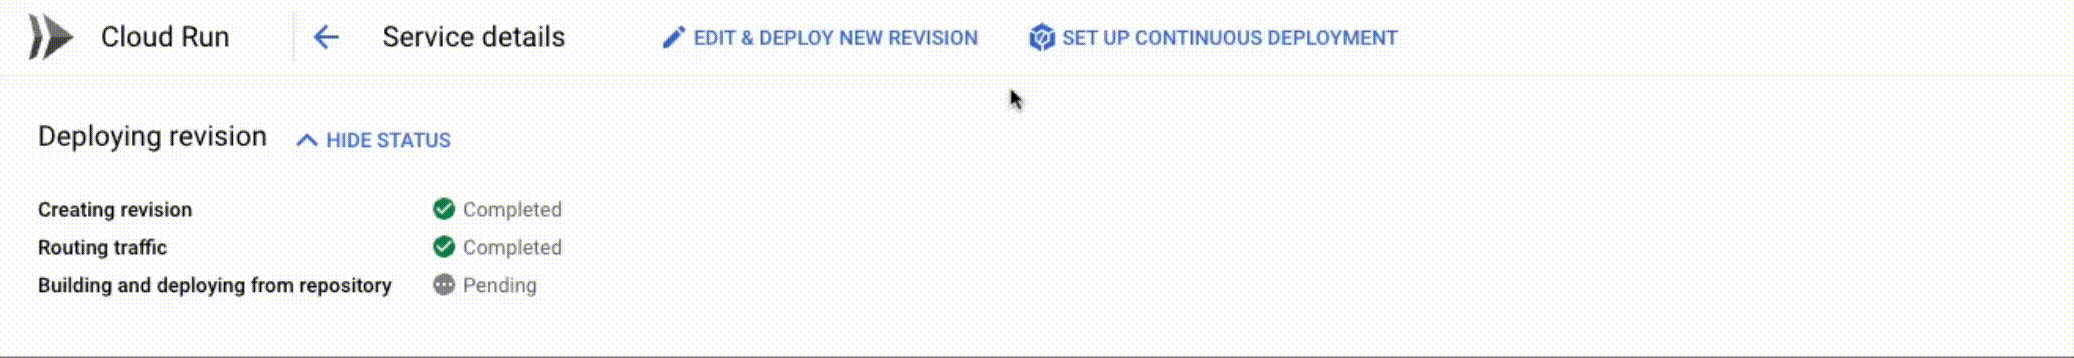 Cloud Run Service details EDIT & DEPLOY NEW REVISION SET UP CONTINUOUS DEPLOYMENT
Deploying revision HIDE STATUS
Creating revision Completed
Routing traffic Completed
Building and deploying from repository Pending